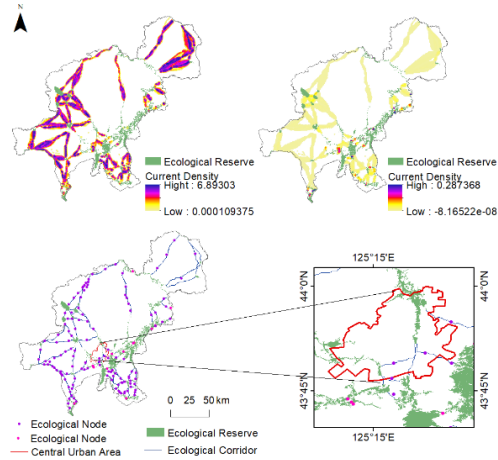 N
Ecological Reserve
Current Density
Hight : 6.89303
Low : 0.000109375
Ecological Reserve
Current Density
Hight : 0.287368
Low : -8.16522e-08
125°15'E
44°0'N
44°0'N
43°45'N
43°45'N
125°15'E
0 25 50 km
Ecological Node
Ecological Node
Central Urban Area
Ecological Reserve
Ecological Corridor